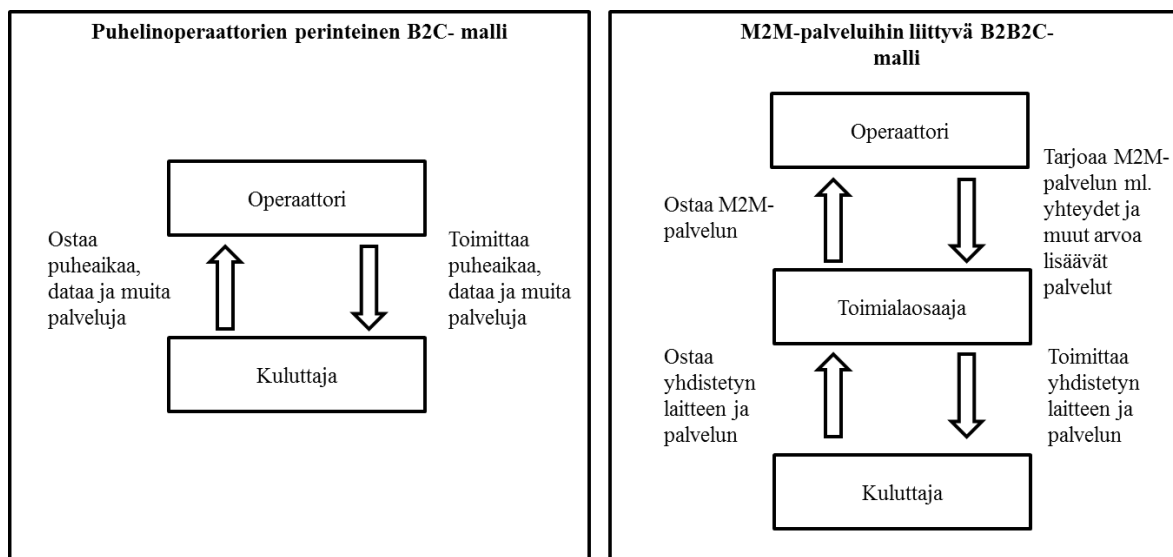 Puhelinoperaattorien perinteinen B2C- malli
Operaattori
Ostaa
puheaikaa,
dataa ja muita
palveluja
Toimittaa
puheaikaa,
dataa ja muita
palveluja
Kuluttaja
M2M-palveluihin liittyvä B2B2C-
malli
Operaattori
Ostaa M2M-
palvelun
Tarjoaa M2M-
palvelun ml.
yhteydet ja
muut arvoa
lisäävät
palvelut
Toimialaosaaja
Ostaa
yhdistetyn
laitteen ja
palvelun
Toimittaa
yhdistetyn
laitteen ja
palvelun
Kuluttaja